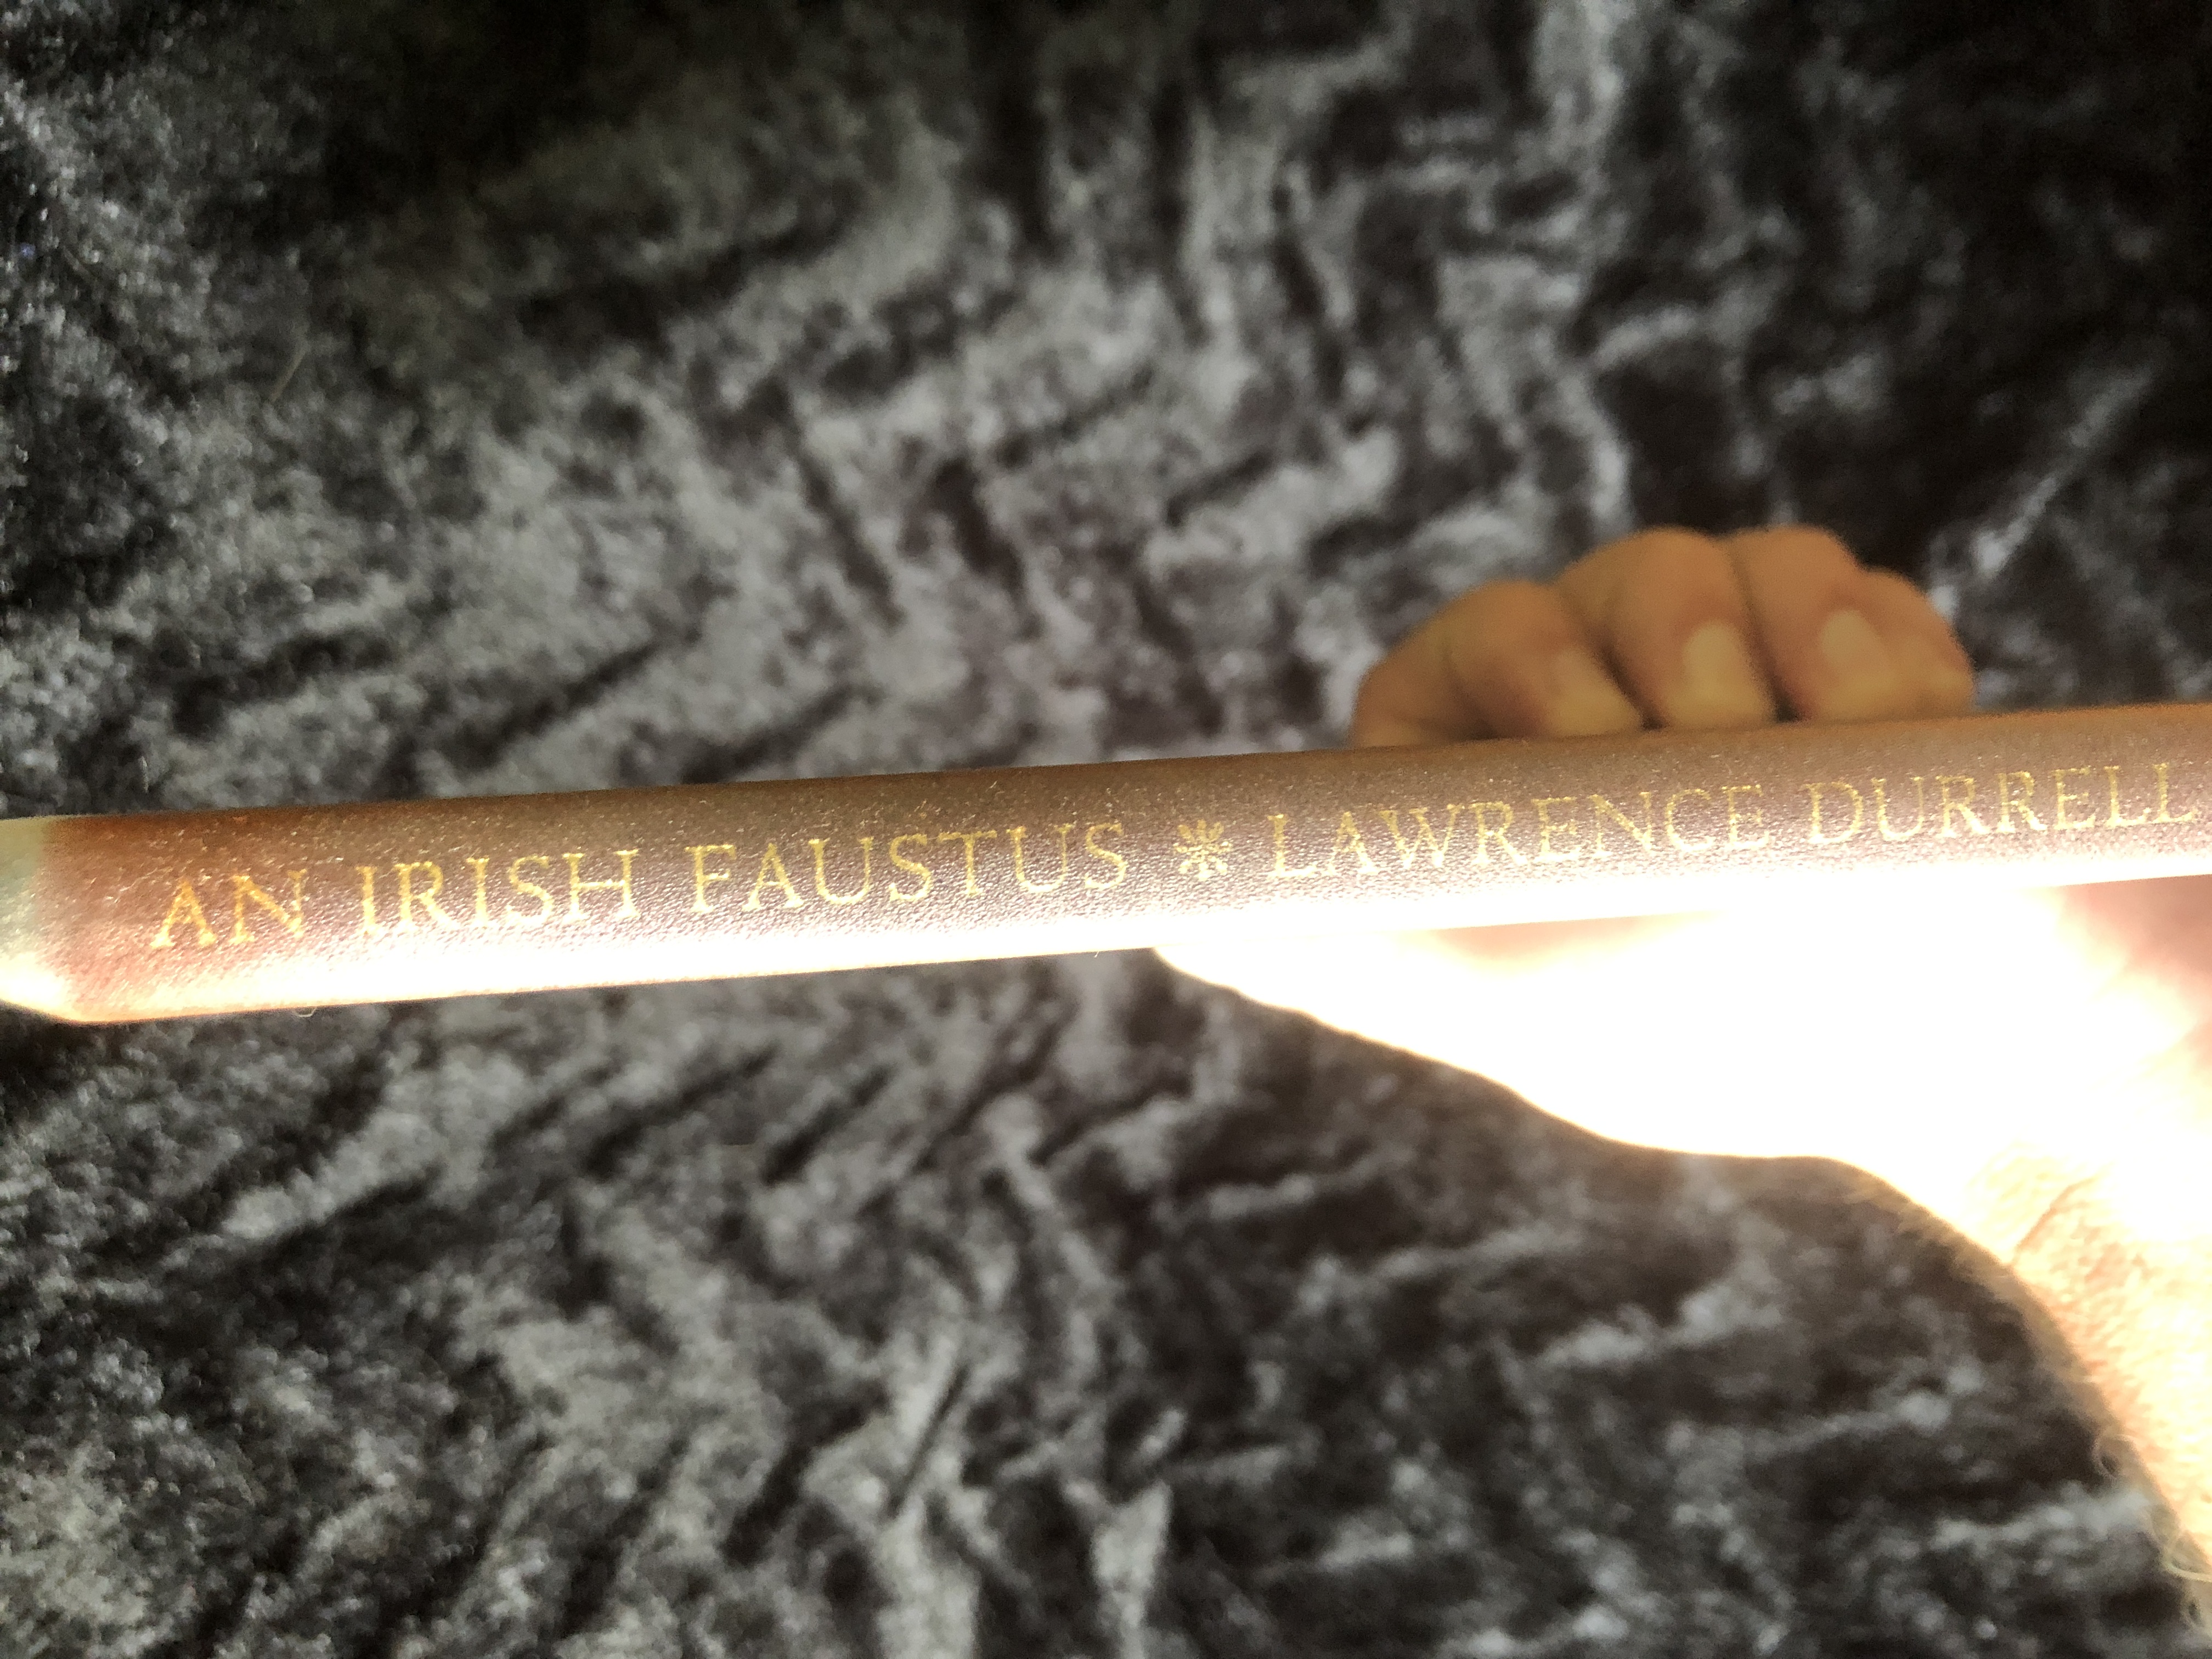 AN IRISH FAUSTUS * LAWRENCE DURRELL